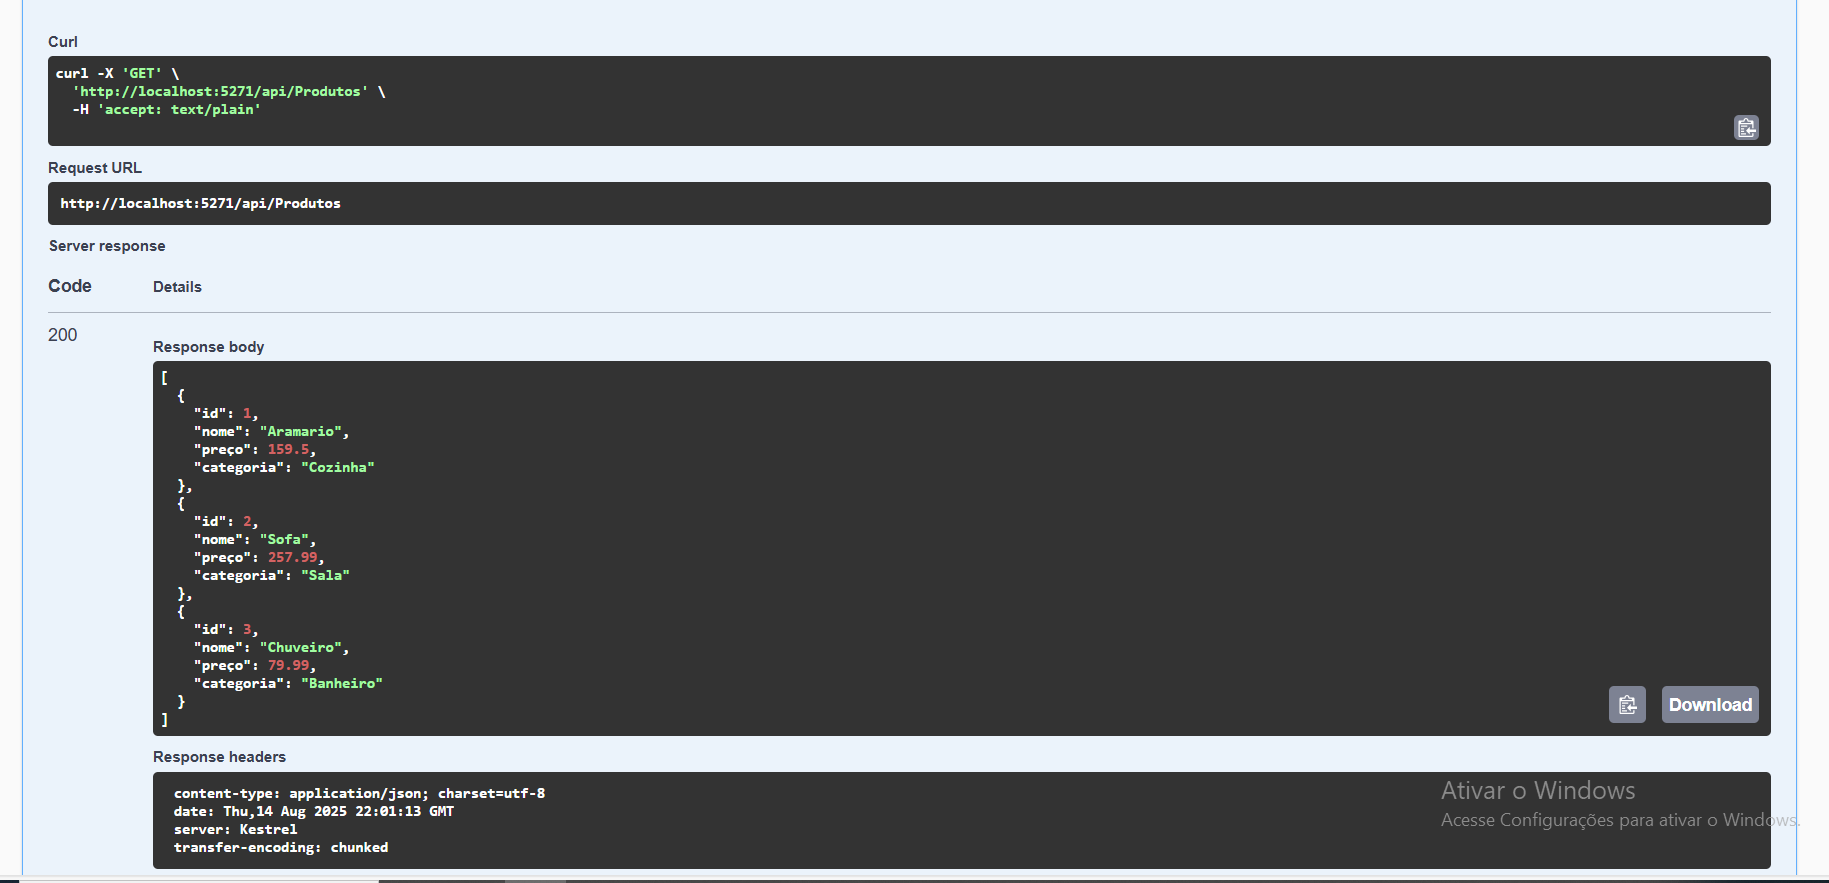 Curl
curl -X 'GET' \
'http://localhost:5271/api/Produtos' \
-H 'accept: text/plain'
Request URL
http://localhost:5271/api/Produtos
Server response
Code Details
200
Response body
[
{
"id": 1,
"nome": "Aramario",
"preço": 159.5,
"categoria": "Cozinha"
},
{
"id": 2,
"nome": "Sofa",
"preço": 257.99,
"categoria": "Sala"
},
{
"id": 3,
"nome": "Chuveiro",
"preço": 79.99,
"categoria": "Banheiro"
}
]
Download
Response headers
content-type: application/json; charset=utf-8
date: Thu,14 Aug 2025 22:01:13 GMT
server: Kestrel
transfer-encoding: chunked
Ativar o Windows
Acesse Configurações para ativar o Windows.